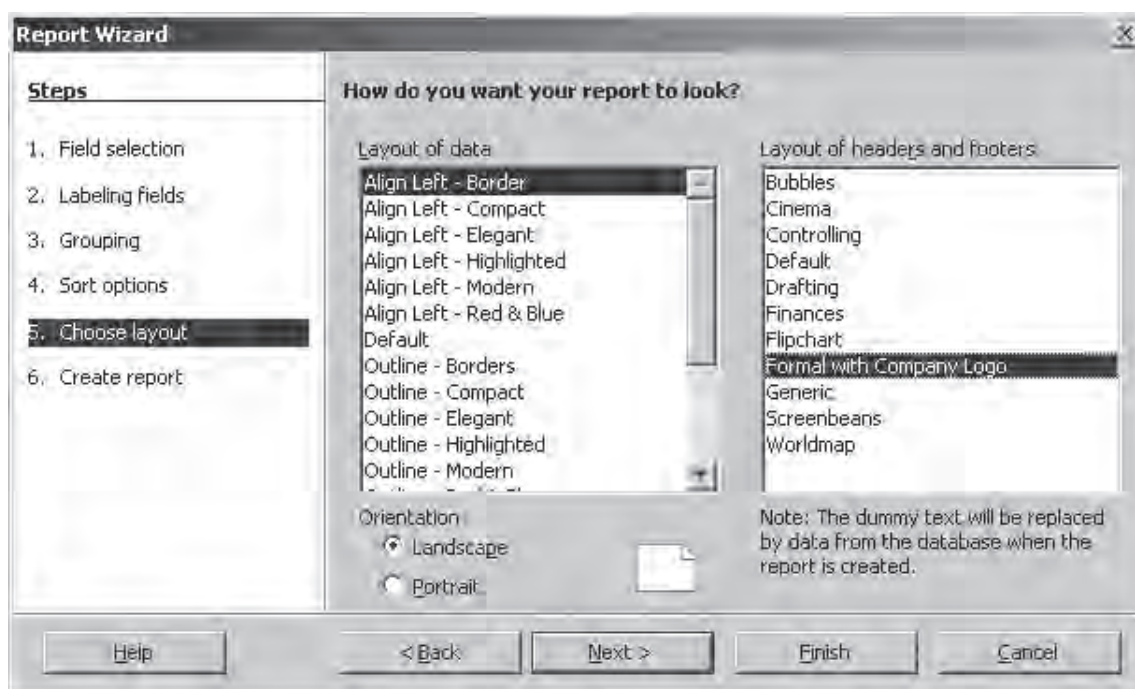 Report Wizard
Steps
1. Field selection
2. Labeling fields
3. Grouping
4. Sort options
5. Choose layout
6. Create report
How do you want your report to look?
Layout of data
Align Left - Border
Align Left - Compact
Align Left - Elegant
Align Left - Highlighted
Align Left - Modern
Align Left - Red & Blue
Default
Outline - Borders
Outline - Compact
Outline - Elegant
Outline - Highlighted
Outline - Modern
Layout of headers and footers
Bubbles
Cinema
Controlling
Default
Drafting
Finances
Flipchart
Formal with Company Logo
Generic
Screenbeans
Worldmap
Orientation
Landscape
Portrait
Note: The dummy text will be replaced
by data from the database when the
report is created.
Help
< Back
Next >
Finish
Cancel